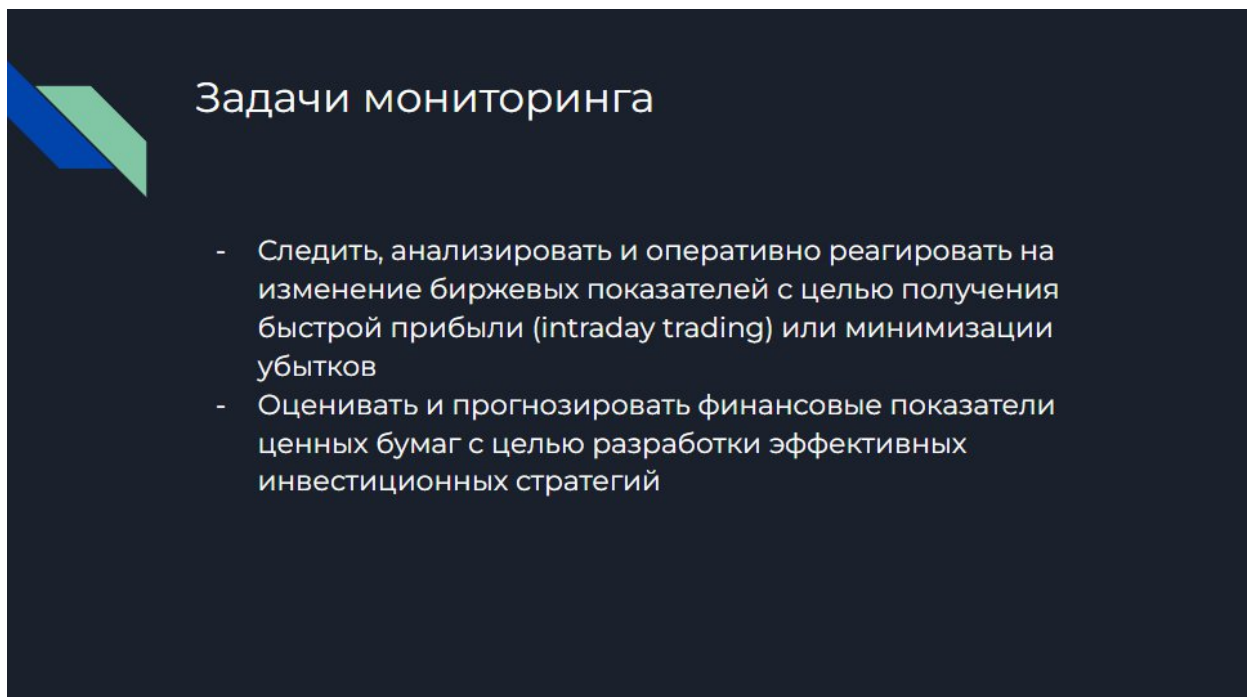 Задачи мониторинга
- Следить, анализировать и оперативно реагировать на
изменение биржевых показателей с целью получения
быстрой прибыли (intraday trading) или минимизации
убытков
- Оценивать и прогнозировать финансовые показатели
ценных бумаг с целью разработки эффективных
инвестиционных стратегий